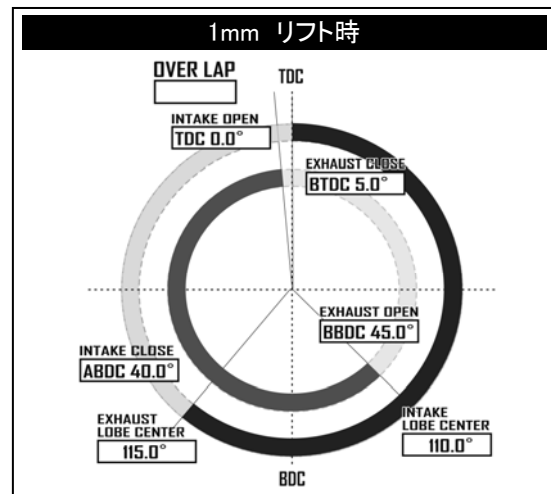 1mm リフト時
OVER LAP
TDC
INTAKE OPEN
TDC 0.0°
EXHAUST CLOSE
BTDC 5.0°
EXHAUST OPEN
BBDC 45.0°
INTAKE CLOSE
ABDC 40.0°
EXHAUST
LOBE CENTER
115.0°
INTAKE
LOBE CENTER
110.0°
BDC